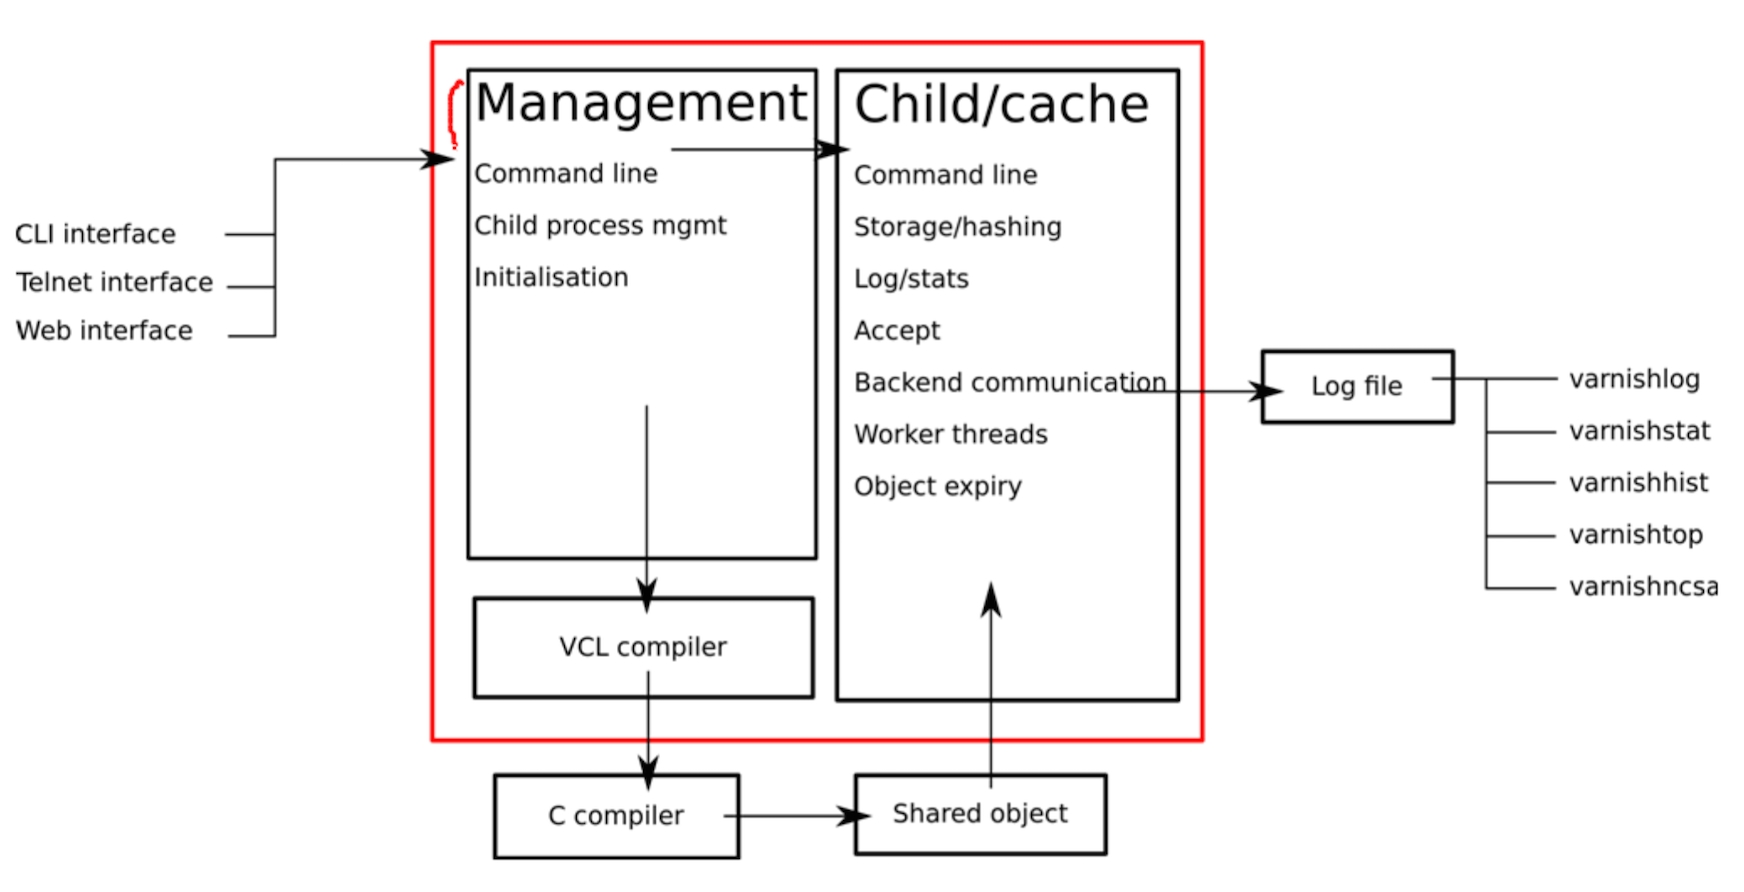 Management
Command line
Child process mgmt
Initialisation
Child/cache
Command line
Storage/hashing
Log/stats
Accept
Backend communication
Worker threads
Object expiry
CLI interface
Telnet interface
Web interface
Log file
varnishlog
varnishstat
varnishhist
varnishtop
varnishncsa
VCL compiler
C compiler
Shared object